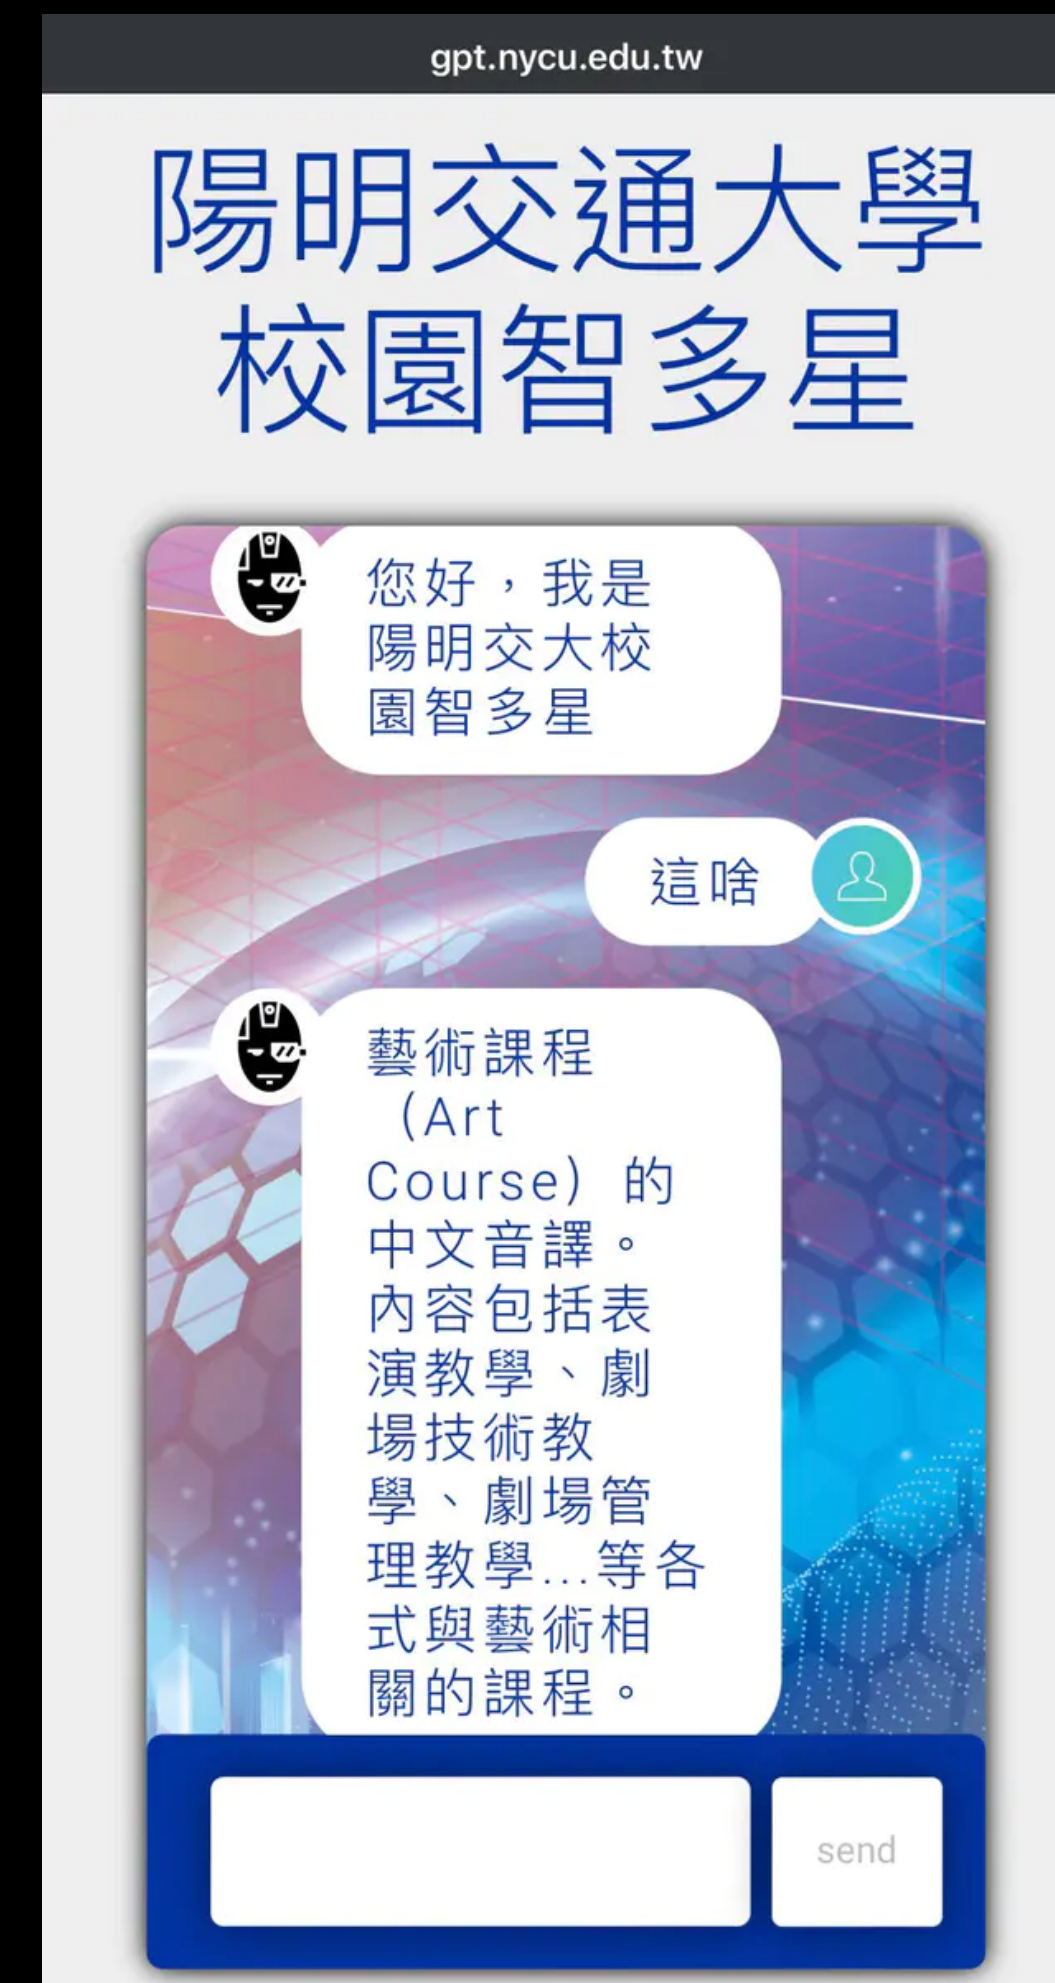 gpt.nycu.edu.tw
陽明交通大學
校園智多星
您好，我是
陽明交大校
園智多星
這啥
藝術課程
（Art
Course）的
中文音譯。
內容包括表
演教學、劇
場技術教
學、劇場管
理教學...等各
式與藝術相
關的課程。
send